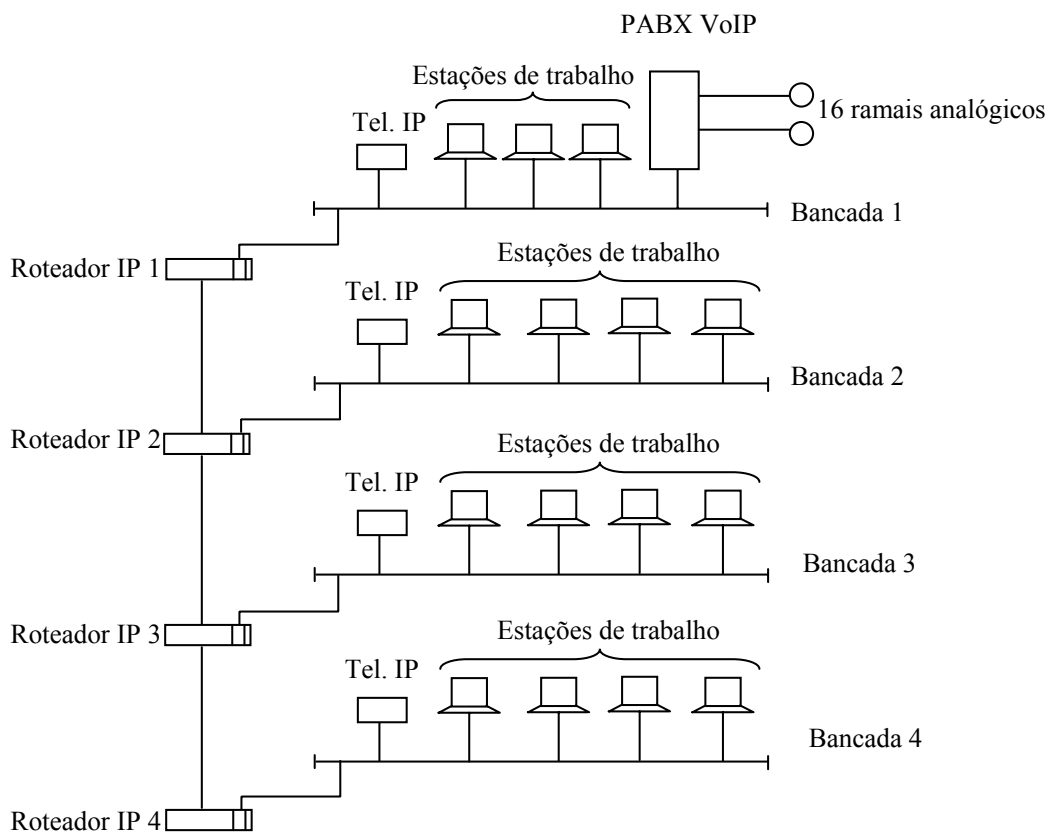 PABX VoIP
Estações de trabalho
Tel. IP
16 ramais analógicos
Bancada 1
Roteador IP 1
Estações de trabalho
Tel. IP
Bancada 2
Roteador IP 2
Estações de trabalho
Tel. IP
Bancada 3
Roteador IP 3
Estações de trabalho
Tel. IP
Bancada 4
Roteador IP 4